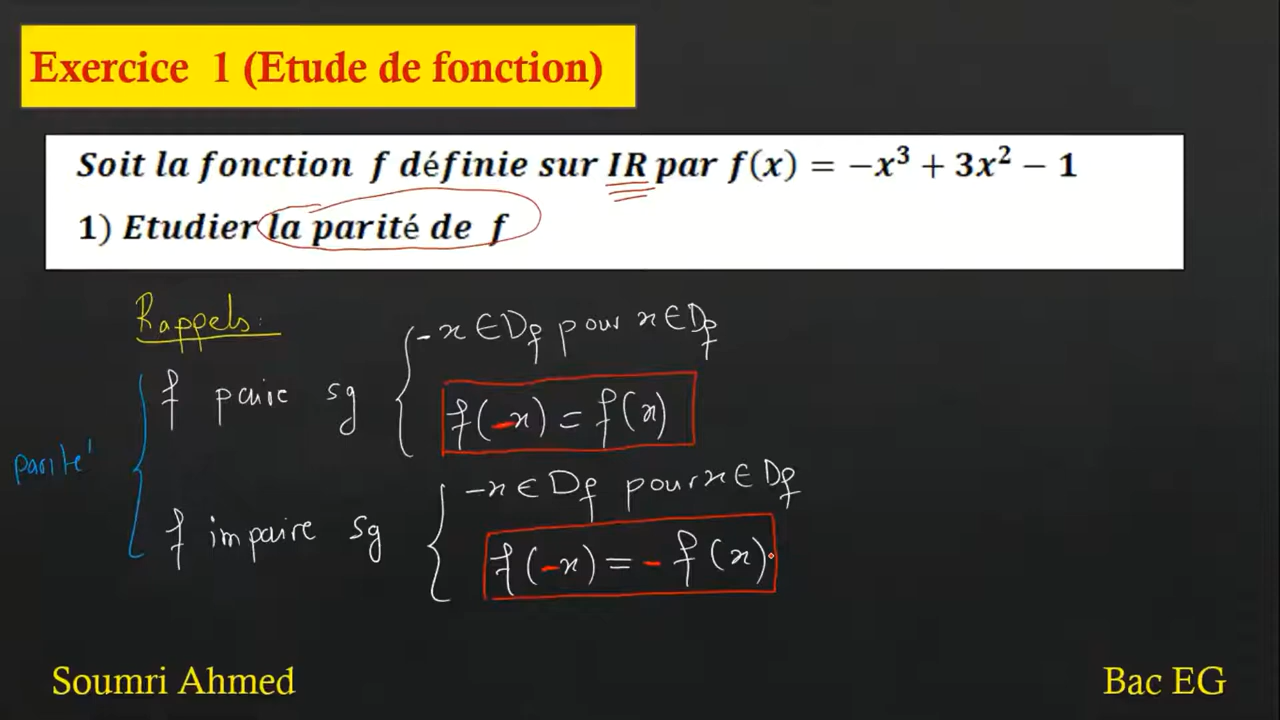 Exercice 1 (Etude de fonction)
Soit la fonction f définie sur IR par f(x) = −x³ + 3x² − 1
1) Etudier la parité de f
Rappels:
-x ∈ Df pour x ∈ Df
f paire sg
f(-x) = f(x)
parité
-x ∈ Df pour x ∈ Df
f impaire sg
f(-x) = - f(x)
Soumri Ahmed
Bac EG